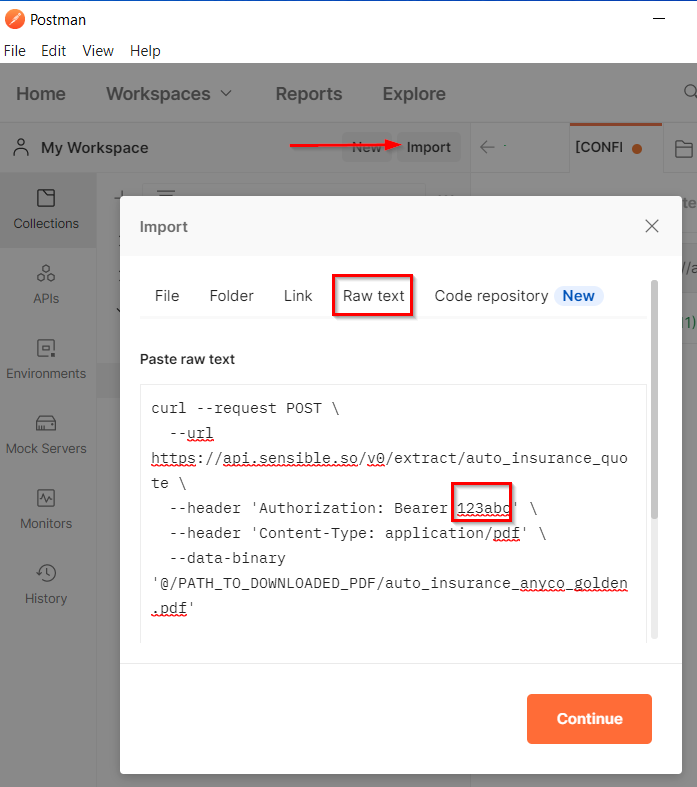 Postman
File Edit View Help
Home Workspaces Reports Explore
My Workspace New Import
[CONFI
Collections
APIs
Environments
Mock Servers
Monitors
History
Import
File Folder Link Raw text Code repository New
Paste raw text
curl --request POST \
--url
https://api.sensible.so/v0/extract/auto_insurance_quo
te \
--header 'Authorization: Bearer 123abc' \
--header 'Content-Type: application/pdf' \
--data-binary
'@/PATH_TO_DOWNLOADED_PDF/auto_insurance_anyco_golden
.pdf'
Continue